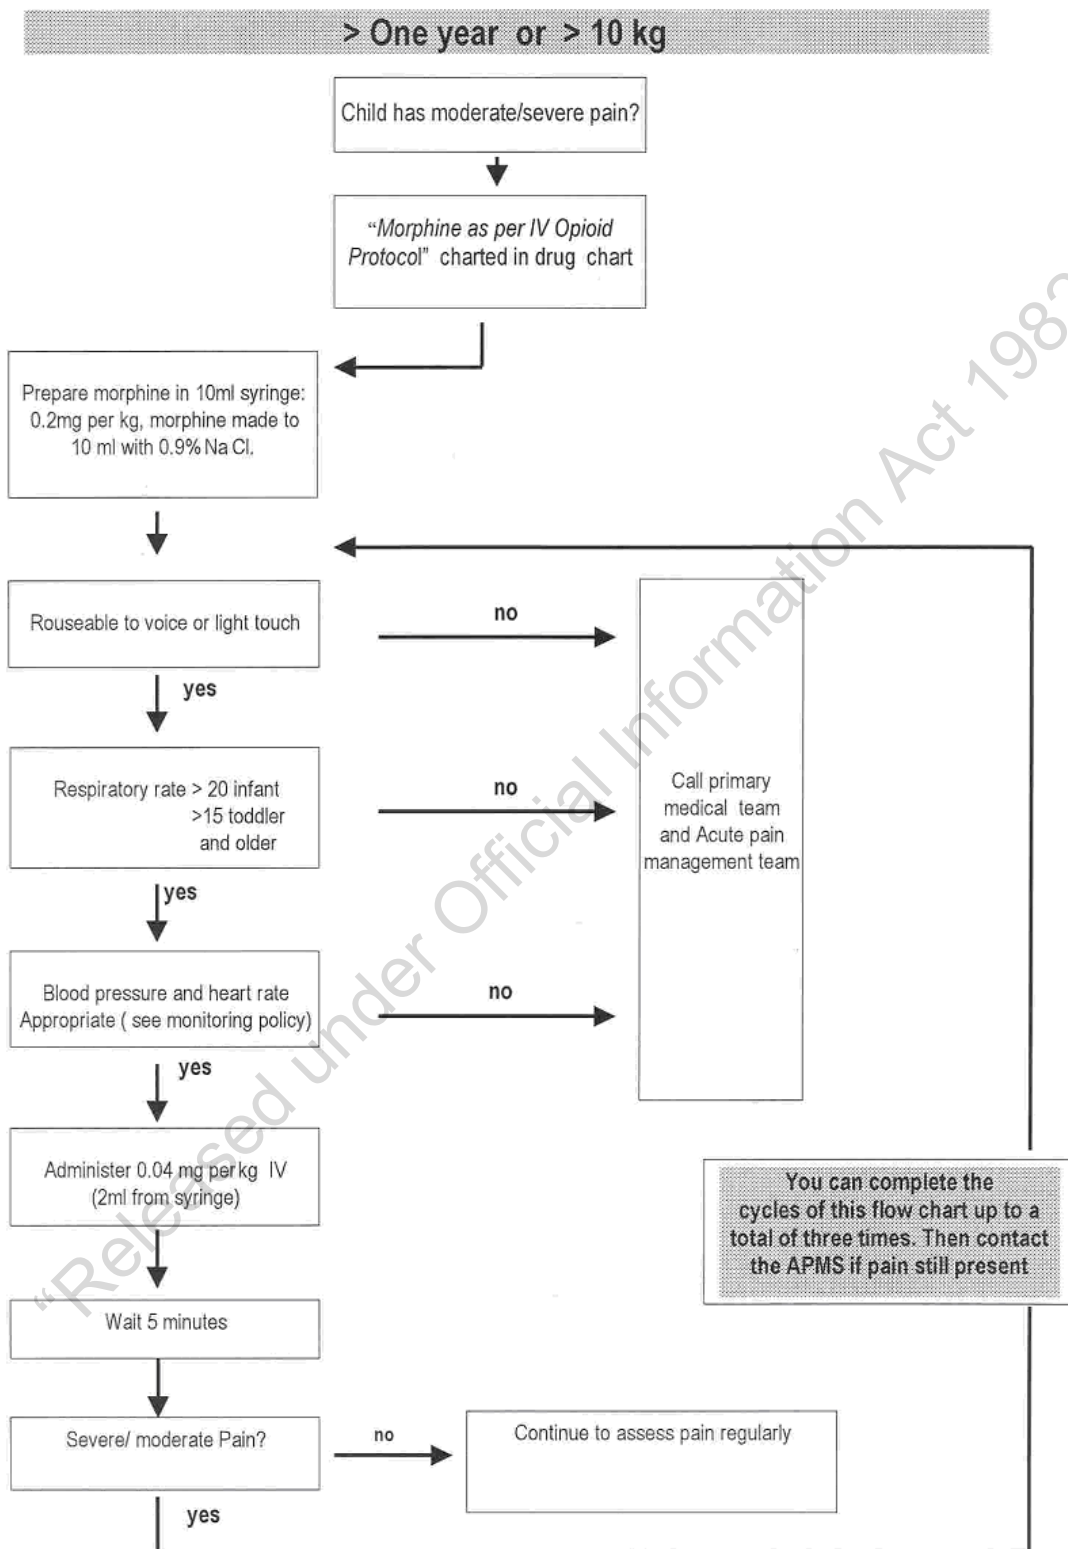 > One year or > 10 kg
Child has moderate/severe pain?
“Morphine as per IV Opioid
Protocol” charted in drug chart
Prepare morphine in 10ml syringe:
0.2mg per kg, morphine made to
10 ml with 0.9% Na Cl.
Rouseable to voice or light touch
no
yes
Respiratory rate > 20 infant
>15 toddler
and older
no
Call primary
medical team
and Acute pain
management team
yes
Blood pressure and heart rate
Appropriate ( see monitoring policy)
no
yes
Administer 0.04 mg per kg IV
(2ml from syringe)
You can complete the
cycles of this flow chart up to a
total of three times. Then contact
the APMS if pain still present
Wait 5 minutes
Severe/ moderate Pain?
no
Continue to assess pain regularly
yes
“Released under Official Information Act 198